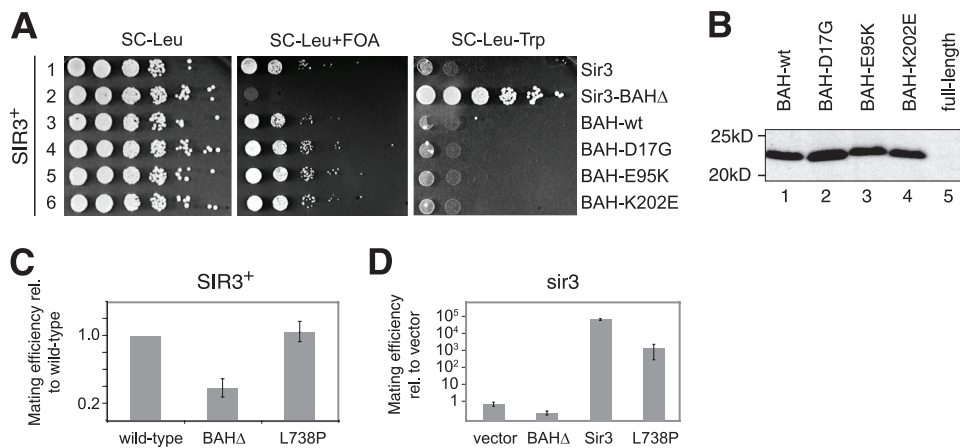 A
SC-Leu SC-Leu+FOA SC-Leu-Trp
SIR3+
1 Sir3
2 Sir3-BAHΔ
3 BAH-wt
4 BAH-D17G
5 BAH-E95K
6 BAH-K202E
B
BAH-wt
BAH-D17G
BAH-E95K
BAH-K202E
full-length
25kD
20kD
1 2 3 4 5
C
SIR3+
Mating efficiency rel.
to wild-type
1.0
0.2
wild-type BAHΔ L738P
D
sir3
Mating efficiency
rel. to vector
10⁵
10⁴
10³
10²
10
1
vector BAHΔ Sir3 L738P